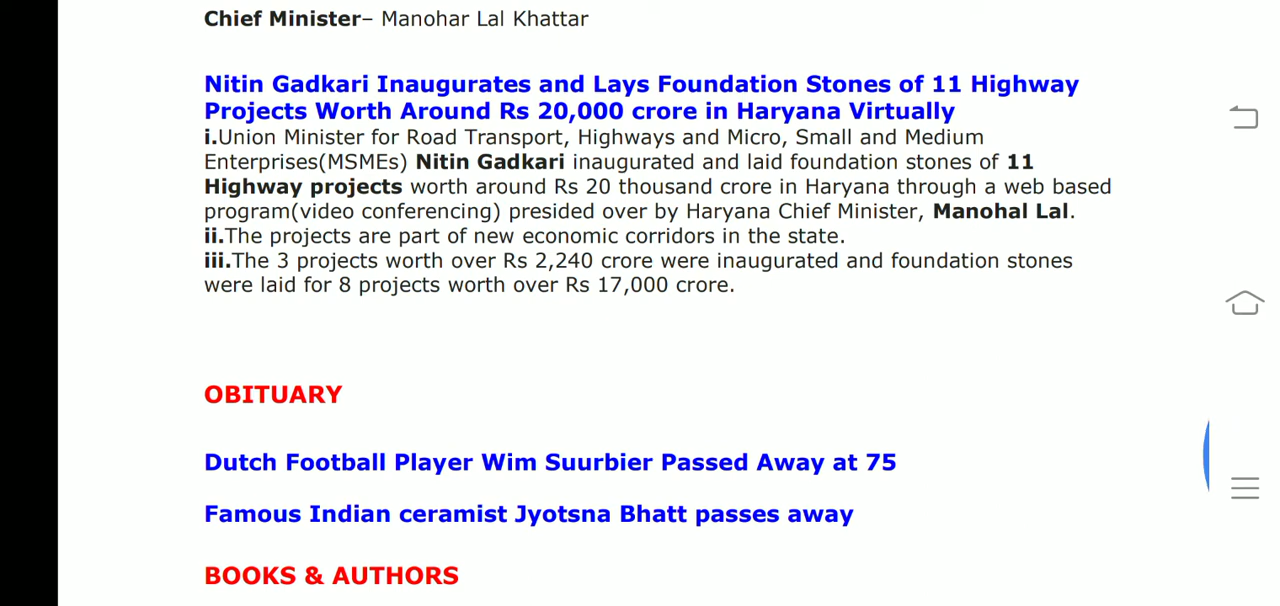 Chief Minister– Manohar Lal Khattar
Nitin Gadkari Inaugurates and Lays Foundation Stones of 11 Highway
Projects Worth Around Rs 20,000 crore in Haryana Virtually
i.Union Minister for Road Transport, Highways and Micro, Small and Medium
Enterprises(MSMEs) Nitin Gadkari inaugurated and laid foundation stones of 11
Highway projects worth around Rs 20 thousand crore in Haryana through a web based
program(video conferencing) presided over by Haryana Chief Minister, Manohal Lal.
ii.The projects are part of new economic corridors in the state.
iii.The 3 projects worth over Rs 2,240 crore were inaugurated and foundation stones
were laid for 8 projects worth over Rs 17,000 crore.
OBITUARY
Dutch Football Player Wim Suurbier Passed Away at 75
Famous Indian ceramist Jyotsna Bhatt passes away
BOOKS & AUTHORS